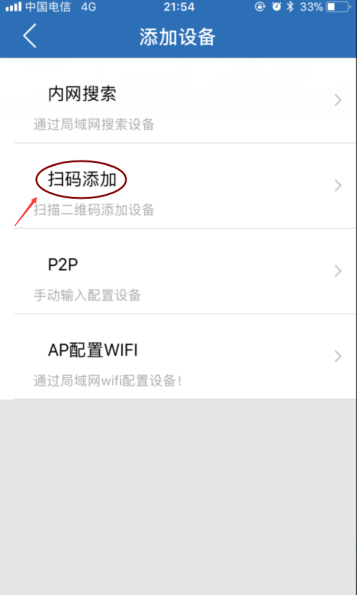 中国电信 4G 21:54 33%
添加设备
内网搜索
通过局域网搜索设备
扫码添加
扫描二维码添加设备
P2P
手动输入配置设备
AP配置WIFI
通过局域网wifi配置设备!